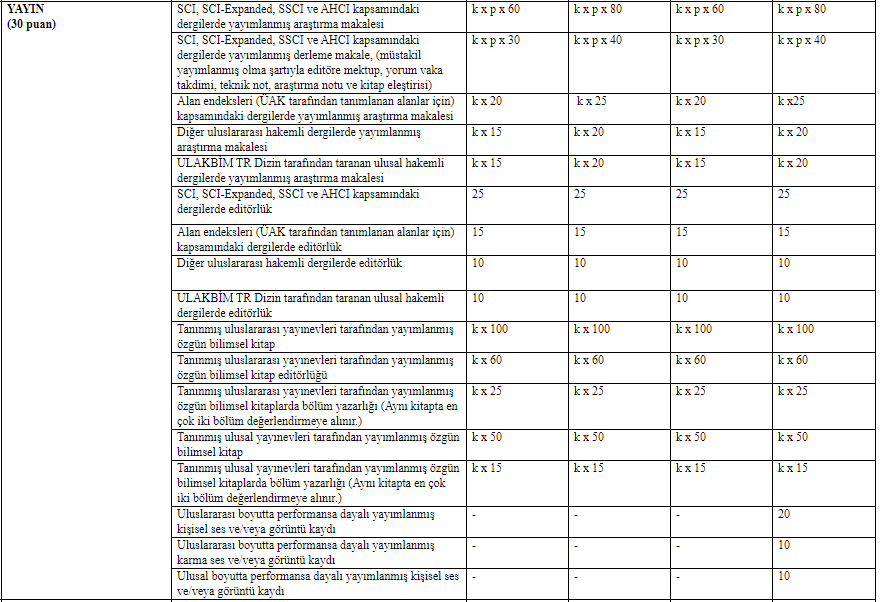 YAYIN
(30 puan)
SCI, SCI-Expanded, SSCI ve AHCI kapsamındaki
dergilerde yayımlanmış araştırma makalesi
k x p x 60
k x p x 80
k x p x 60
k x p x 80
SCI, SCI-Expanded, SSCI ve AHCI kapsamındaki
dergilerde yayımlanmış derleme makale, (müstakil
yayımlanmış olma şartıyla editöre mektup, yorum vaka
takdimi, teknik not, araştırma notu ve kitap eleştirisi)
k x p x 30
k x p x 40
k x p x 30
k x p x 40
Alan endeksleri (ÜAK tarafından tanımlanan alanlar için)
kapsamındaki dergilerde yayımlanmış araştırma makalesi
k x 20
k x 25
k x 20
k x25
Diğer uluslararası hakemli dergilerde yayımlanmış
araştırma makalesi
k x 15
k x 20
k x 15
k x 20
ULAKBİM TR Dizin tarafından taranan ulusal hakemli
dergilerde yayımlanmış araştırma makalesi
k x 15
k x 20
k x 15
k x 20
SCI, SCI-Expanded, SSCI ve AHCI kapsamındaki
dergilerde editörlük
25
25
25
25
Alan endeksleri (ÜAK tarafından tanımlanan alanlar için)
kapsamındaki dergilerde editörlük
15
15
15
15
Diğer uluslararası hakemli dergilerde editörlük
10
10
10
10
ULAKBİM TR Dizin tarafından taranan ulusal hakemli
dergilerde editörlük
10
10
10
10
Tanınmış uluslararası yayınevleri tarafından yayımlanmış
özgün bilimsel kitap
k x 100
k x 100
k x 100
k x 100
Tanınmış uluslararası yayınevleri tarafından yayımlanmış
özgün bilimsel kitap editörlüğü
k x 60
k x 60
k x 60
k x 60
Tanınmış uluslararası yayınevleri tarafından yayımlanmış
özgün bilimsel kitaplarda bölüm yazarlığı (Aynı kitapta en
çok iki bölüm değerlendirmeye alınır.)
k x 25
k x 25
k x 25
k x 25
Tanınmış ulusal yayınevleri tarafından yayımlanmış özgün
bilimsel kitap
k x 50
k x 50
k x 50
k x 50
Tanınmış ulusal yayınevleri tarafından yayımlanmış özgün
bilimsel kitaplarda bölüm yazarlığı (Aynı kitapta en çok
iki bölüm değerlendirmeye alınır.)
k x 15
k x 15
k x 15
k x 15
Uluslararası boyutta performansa dayalı yayımlanmış
kişisel ses ve/veya görüntü kaydı
-
-
-
20
Uluslararası boyutta performansa dayalı yayımlanmış
karma ses ve/veya görüntü kaydı
-
-
-
10
Ulusal boyutta performansa dayalı yayımlanmış kişisel ses
ve/veya görüntü kaydı
-
-
-
10